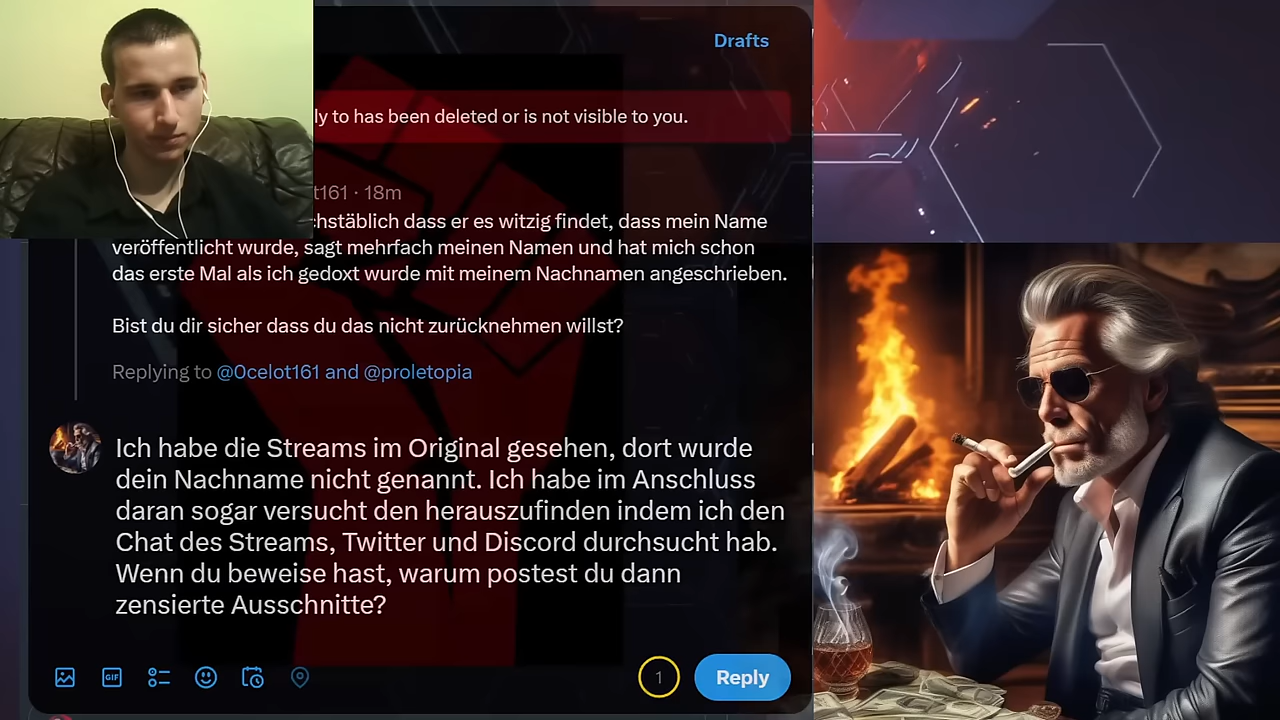 Drafts
ly to has been deleted or is not visible to you.
t161 · 18m
chstäblich dass er es witzig findet, dass mein Name
veröffentlicht wurde, sagt mehrfach meinen Namen und hat mich schon
das erste Mal als ich gedoxt wurde mit meinem Nachnamen angeschrieben.
Bist du dir sicher dass du das nicht zurücknehmen willst?
Replying to @0celot161 and @proletopia
Ich habe die Streams im Original gesehen, dort wurde
dein Nachname nicht genannt. Ich habe im Anschluss
daran sogar versucht den herauszufinden indem ich den
Chat des Streams, Twitter und Discord durchsucht hab.
Wenn du beweise hast, warum postest du dann
zensierte Ausschnitte?
GIF
1
Reply